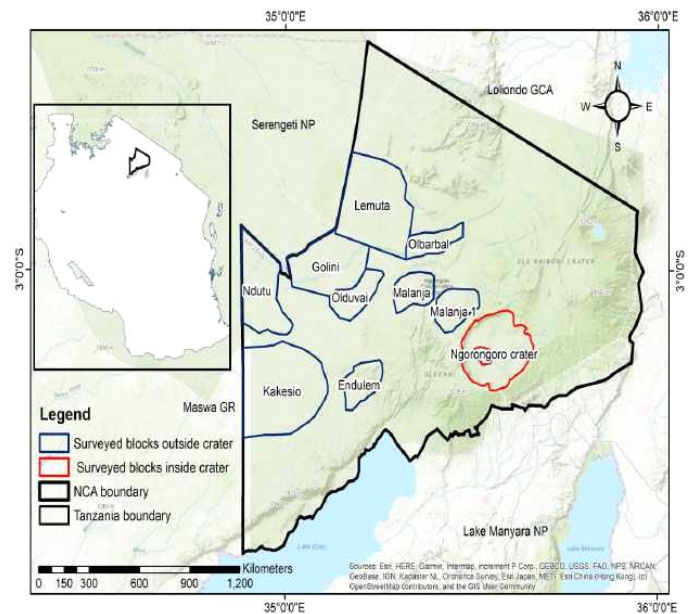 35°0'0"E
36°0'0"E
N
W
E
S
Loliondo GCA
Serengeti NP
Lemuta
Olbarbal
3°0'0"S
3°0'0"S
Golini
Ndutu
Olduvai
Malanja
Malanja 1
Ngorongoro crater
Kakesio
Endulem
Maswa GR
Legend
Surveyed blocks outside crater
Surveyed blocks inside crater
NCA boundary
Tanzania boundary
Lake Manyara NP
Lake Eyasi
Lake Manyara
Kilometers
0 150 300 600 900 1,200
Sources: Esri, HERE, Garmin, Intermap, increment P Corp., GEBCO, USGS, FAO, NPS, NRCAN,
GeoBase, IGN, Kadaster NL, Ordnance Survey, Esri Japan, METI, Esri China (Hong Kong), (c)
OpenStreetMap contributors, and the GIS User Community
35°0'0"E
36°0'0"E